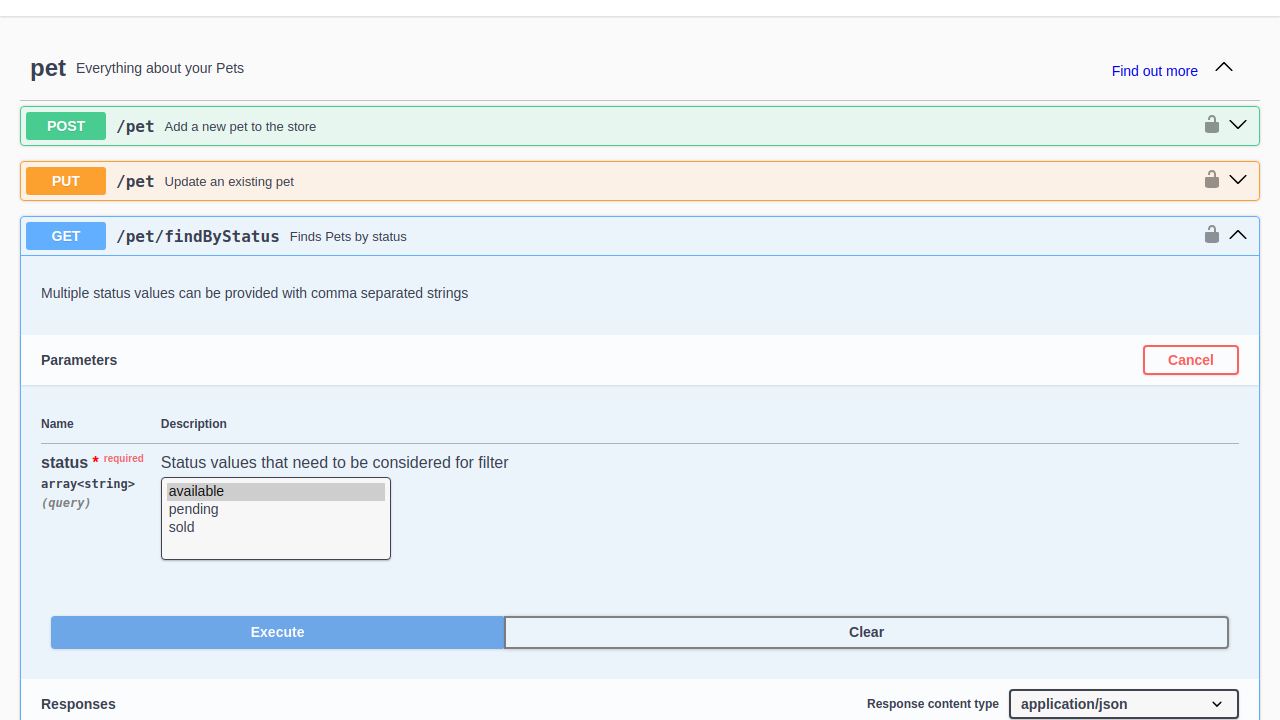 pet Everything about your Pets Find out more
POST /pet Add a new pet to the store
PUT /pet Update an existing pet
GET /pet/findByStatus Finds Pets by status
Multiple status values can be provided with comma separated strings
Parameters Cancel
Name Description
status * required Status values that need to be considered for filter
array<string>
(query)
available
pending
sold
Execute Clear
Responses Response content type application/json